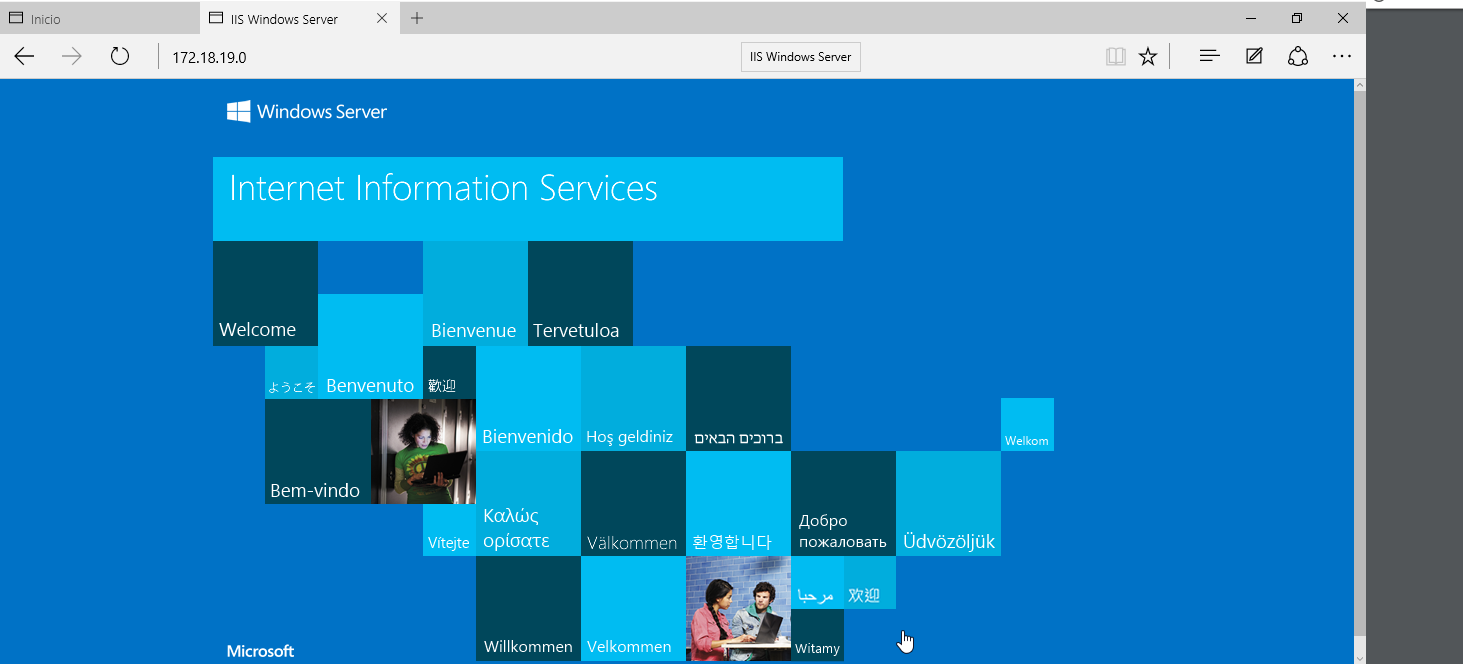 Inicio
IIS Windows Server
172.18.19.0
IIS Windows Server
Windows Server
Internet Information Services
Welcome
Bienvenue
Tervetuloa
ようこそ
Benvenuto
歡迎
Bienvenido
Hoş geldiniz
ברוכים הבאים
Welkom
Bem-vindo
Vítejte
Καλώς
ορίσατε
Välkommen
환영합니다
Добро
пожаловать
Üdvözöljük
Willkommen
Velkommen
مرحبا
欢迎
Witamy
Microsoft